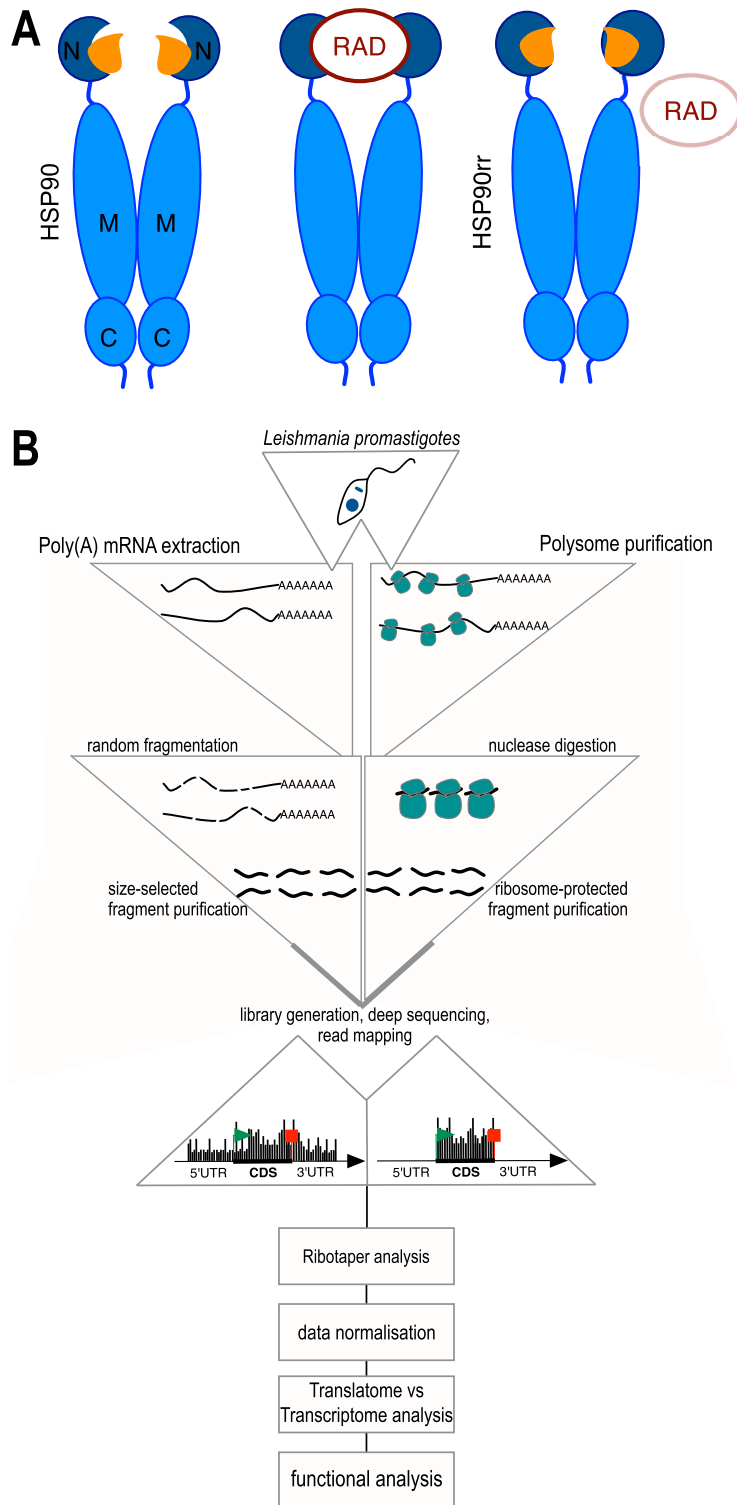 A
N
N
RAD
RAD
HSP90
HSP90rr
M
M
C
C
B
Leishmania promastigotes
Poly(A) mRNA extraction
Polysome purification
AAAAAAA
AAAAAAA
AAAAAAA
AAAAAAA
random fragmentation
nuclease digestion
AAAAAAA
AAAAAAA
size-selected
fragment purification
ribosome-protected
fragment purification
library generation, deep sequencing,
read mapping
5'UTR CDS 3'UTR
5'UTR CDS 3'UTR
Ribotaper analysis
data normalisation
Translatome vs
Transcriptome analysis
functional analysis